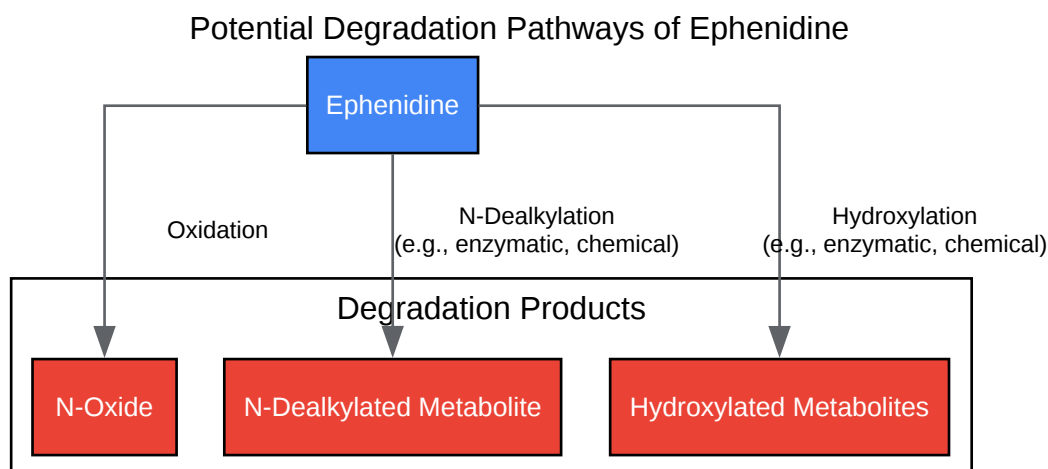 Potential Degradation Pathways of Ephenidine
Ephenidine
Oxidation
N-Dealkylation
(e.g., enzymatic, chemical)
Hydroxylation
(e.g., enzymatic, chemical)
Degradation Products
N-Oxide
N-Dealkylated Metabolite
Hydroxylated Metabolites